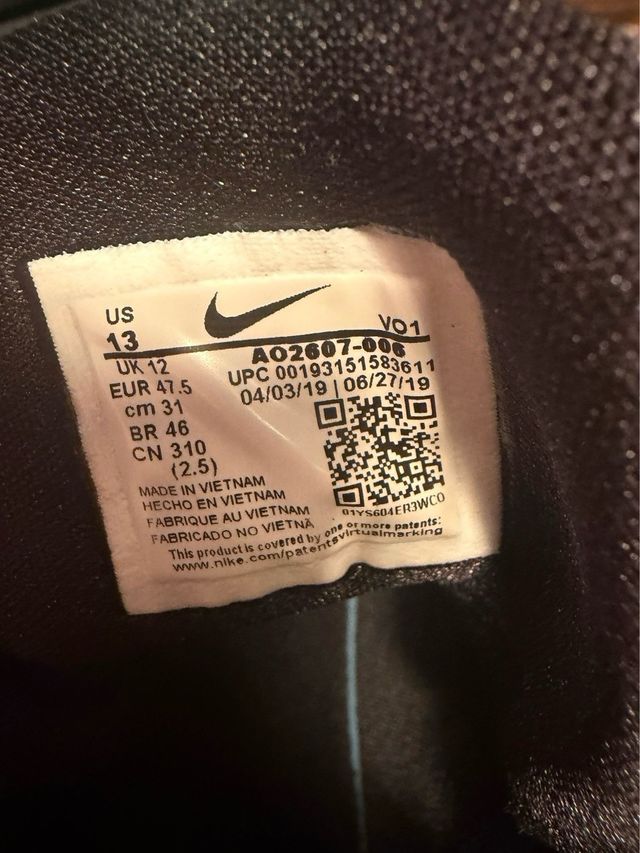 US
13
UK 12
EUR 47.5
cm 31
BR 46
CN 310
(2.5)
VO1
AO2607-006
UPC 00193151583611
04/03/19 | 06/27/19
01YS604ER3WCO
MADE IN VIETNAM
HECHO EN VIETNAM
FABRIQUE AU VIETNAM
FABRICADO NO VIETNÃ
This product is covered by one or more patents:
www.nike.com/patentsvirtualmarking